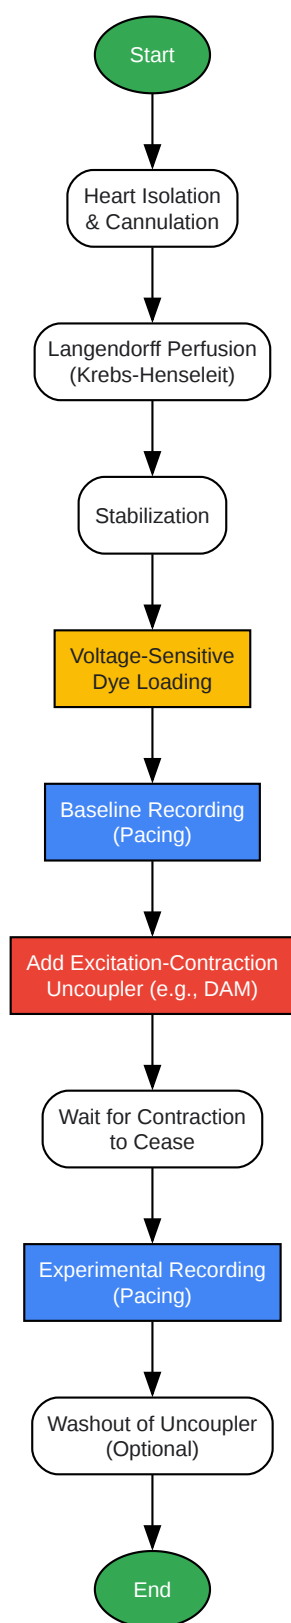 Start
Heart Isolation
& Cannulation
Langendorff Perfusion
(Krebs-Henseleit)
Stabilization
Voltage-Sensitive
Dye Loading
Baseline Recording
(Pacing)
Add Excitation-Contraction
Uncoupler (e.g., DAM)
Wait for Contraction
to Cease
Experimental Recording
(Pacing)
Washout of Uncoupler
(Optional)
End